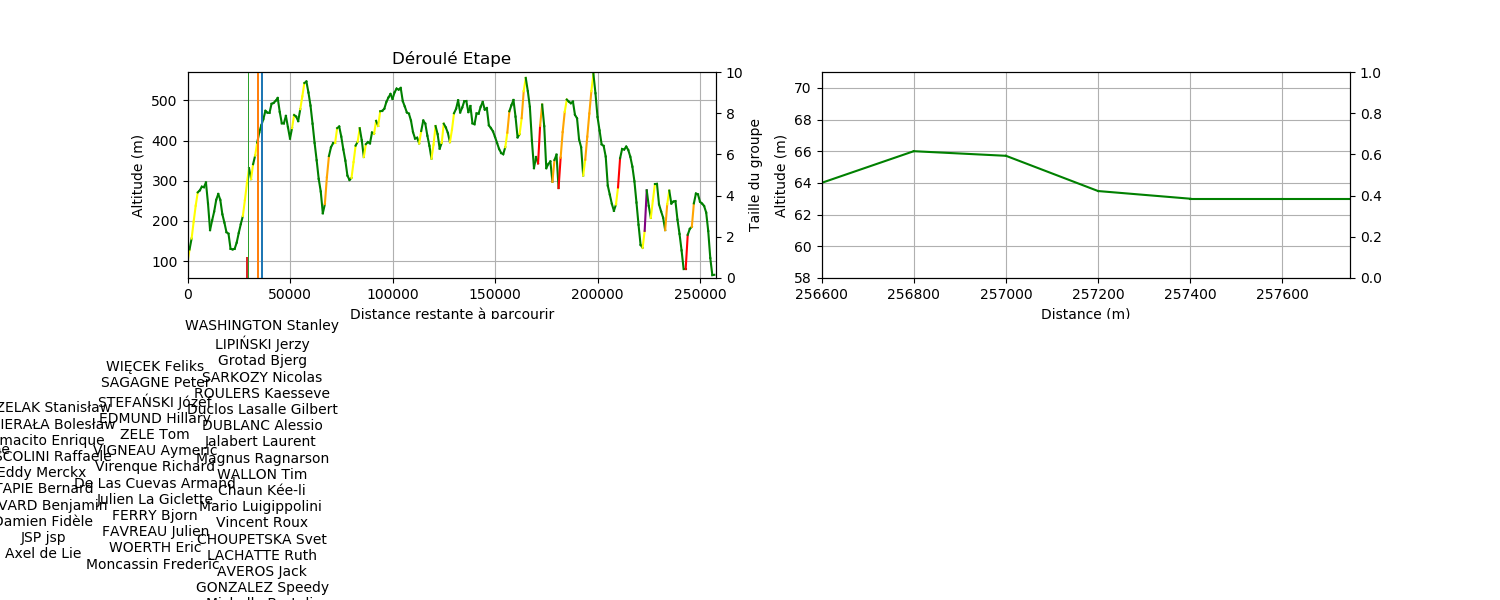 Déroulé Etape
Altitude (m)
500
400
300
200
100
10
8
6
4
2
0
Taille du groupe
0
50000
100000
150000
200000
250000
Distance restante à parcourir
Altitude (m)
70
68
66
64
62
60
58
1.0
0.8
0.6
0.4
0.2
0.0
256600
256800
257000
257200
257400
257600
Distance (m)
ZELAK Stanisław
IERAŁA Bolesław
macito Enrique
SCOLINI Raffaele
Eddy Merckx
TAPIE Bernard
VARD Benjamin
Damien Fidèle
JSP jsp
Axel de Lie
WIĘCEK Feliks
SAGAGNE Peter
STEFAŃSKI Józef
EDMUND Hillary
ZELE Tom
VIGNEAU Aymeric
Virenque Richard
De Las Cuevas Armand
Julien La Giclette
FERRY Bjorn
FAVREAU Julien
WOERTH Eric
Moncassin Frederic
WASHINGTON Stanley
LIPIŃSKI Jerzy
Grotad Bjerg
SARKOZY Nicolas
ROULERS Kaesseve
Duclos Lasalle Gilbert
DUBLANC Alessio
Jalabert Laurent
Magnus Ragnarson
WALLON Tim
Chaun Kée-li
Mario Luigippolini
Vincent Roux
CHOUPETSKA Svet
LACHATTE Ruth
AVEROS Jack
GONZALEZ Speedy